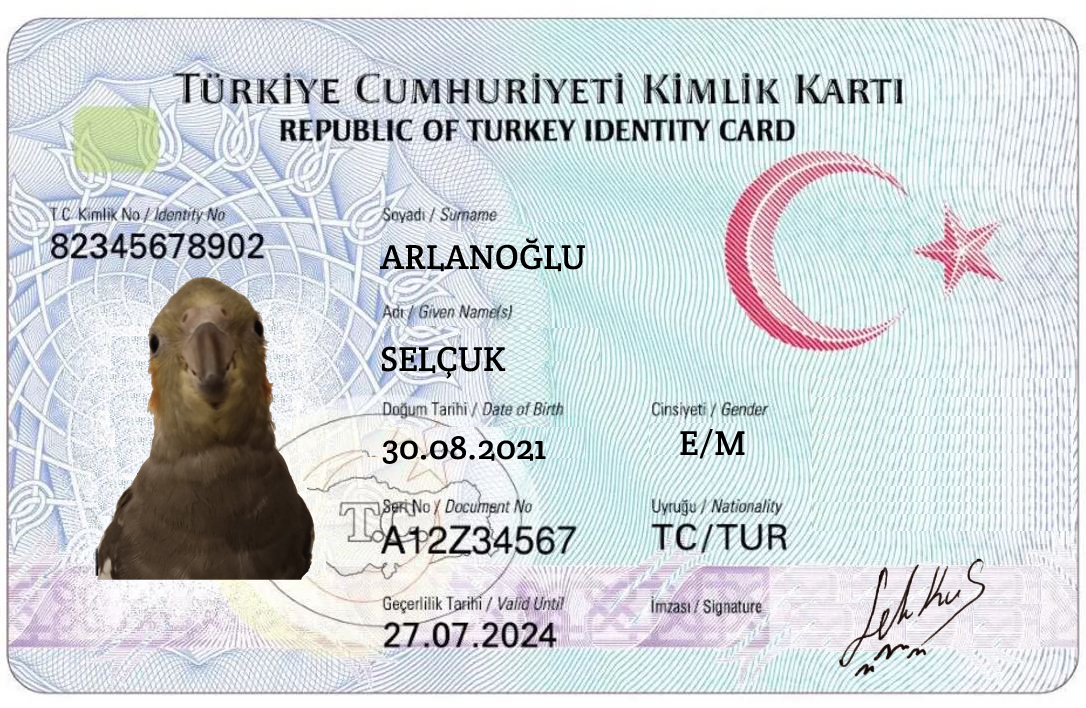 TÜRKİYE CUMHURİYETİ KİMLİK KARTI
REPUBLIC OF TURKEY IDENTITY CARD
T.C. Kimlik No / Identity No
82345678902
Soyadı / Surname
ARLANOĞLU
Adı / Given Name(s)
SELÇUK
Doğum Tarihi / Date of Birth
30.08.2021
Cinsiyeti / Gender
E/M
Seri No / Document No
A12Z34567
Uyruğu / Nationality
TC/TUR
T.C.
Geçerlilik Tarihi / Valid Until
27.07.2024
İmzası / Signature